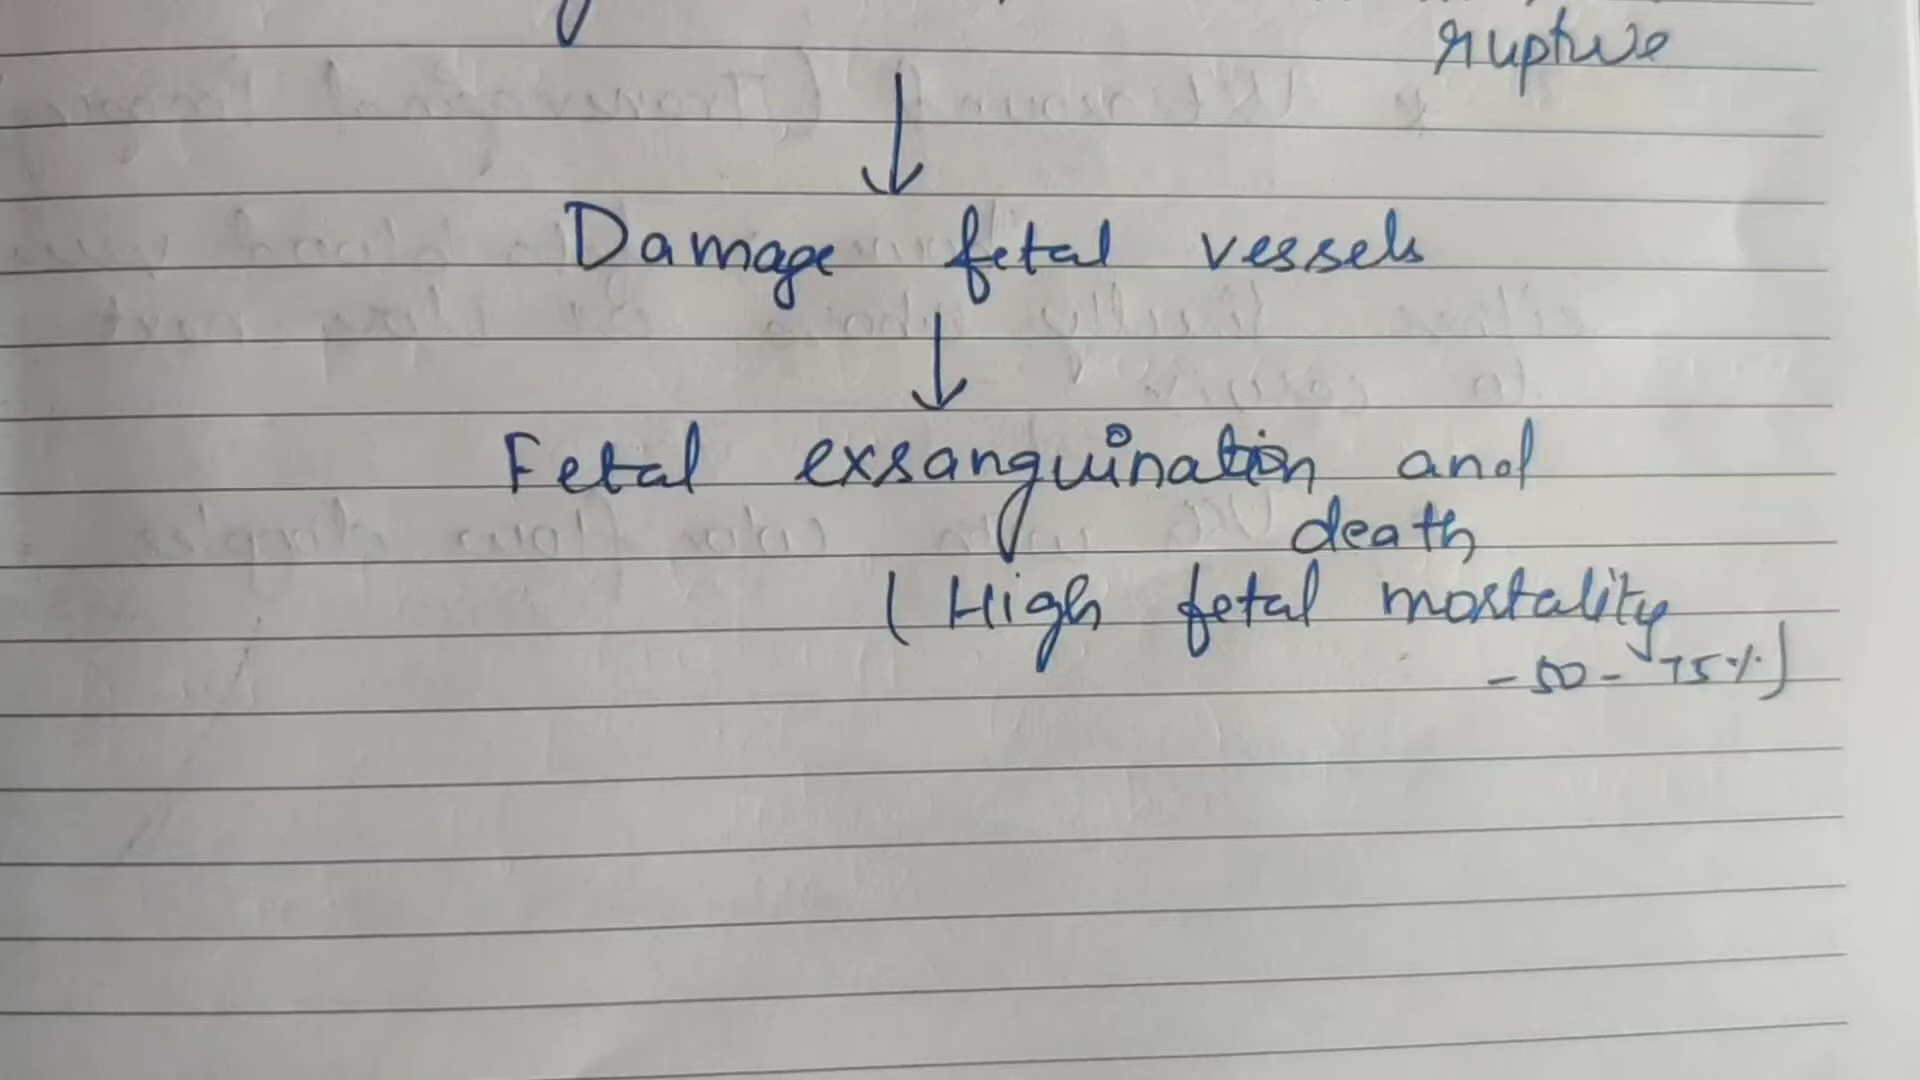 rupture
↓
Damage fetal vessels
↓
Fetal exsanguination and
death
(High fetal mortality
- 50 - 75%)